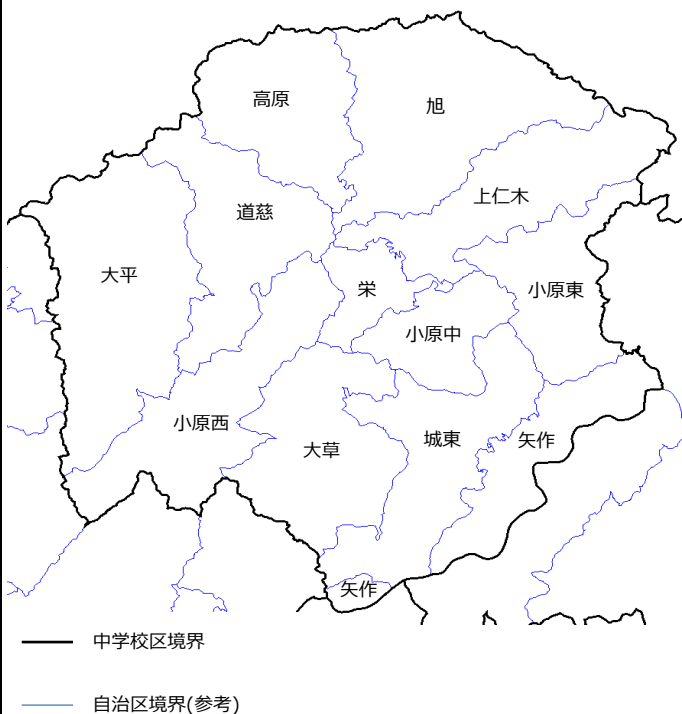 高原
旭
上仁木
道慈
大平
栄
小原東
小原中
小原西
大草
城東
矢作
矢作
中学校区境界
自治区境界(参考)